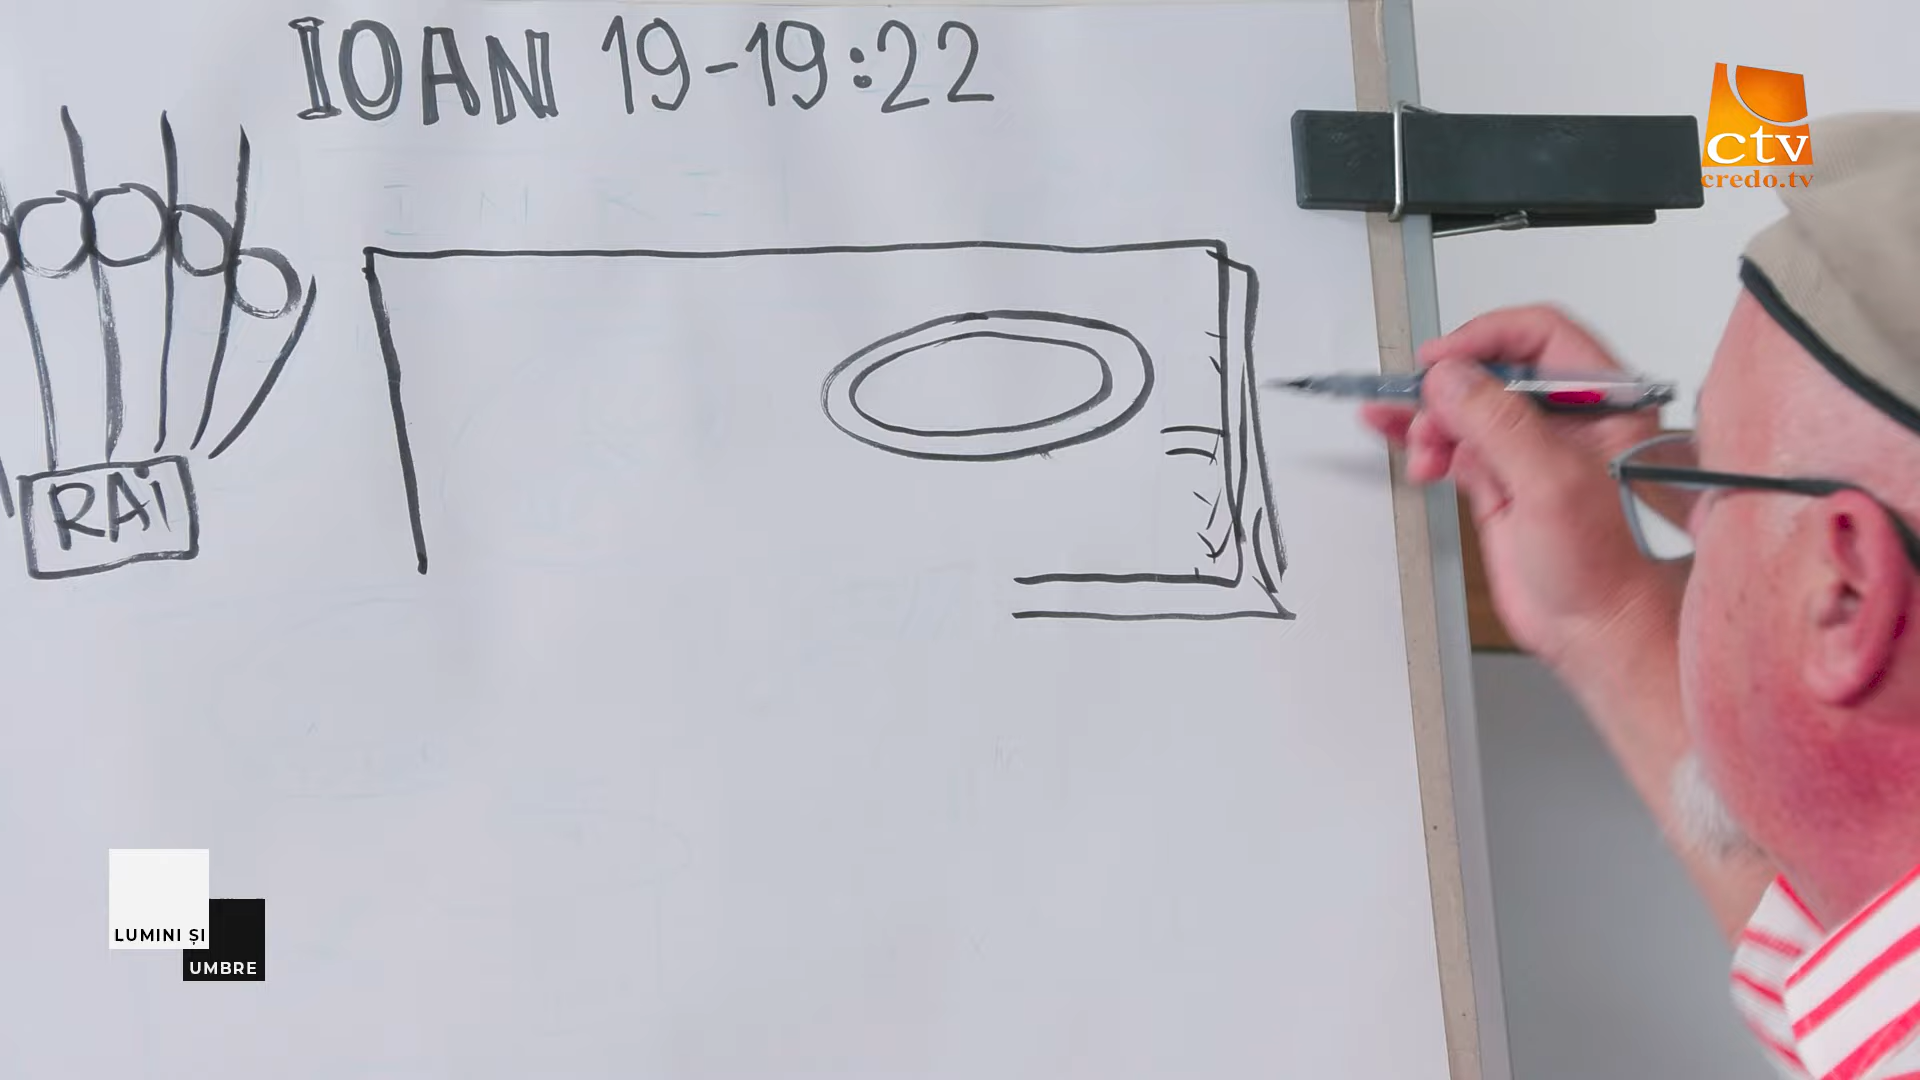 IOAN 19-19:22
ctv
credo.tv
I N R I
RAi
LUMINI ȘI
UMBRE